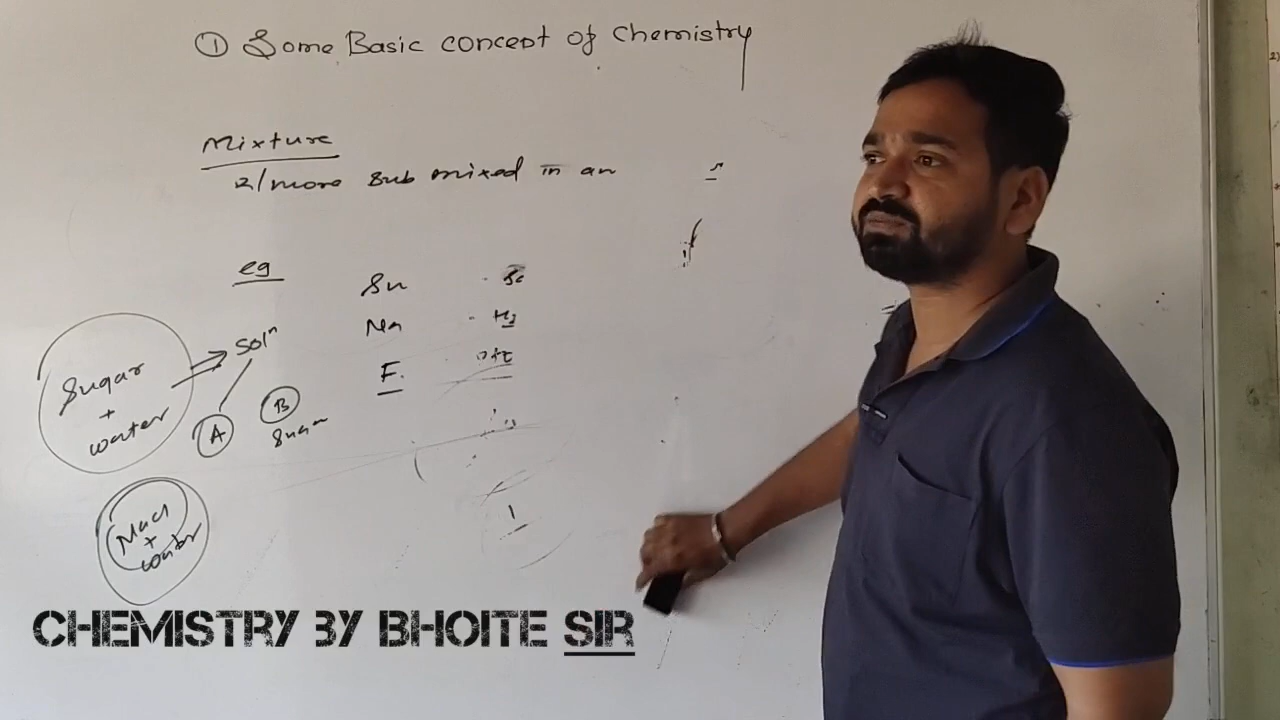 ① Some Basic concept of chemistry
Mixture
2/more sub mixed in an
eg
Sn
Na
H2
F.
Soln
Sugar
+
water
A
B
Sugar
Nacl
+
water
CHEMISTRY BY BHOITE SIR